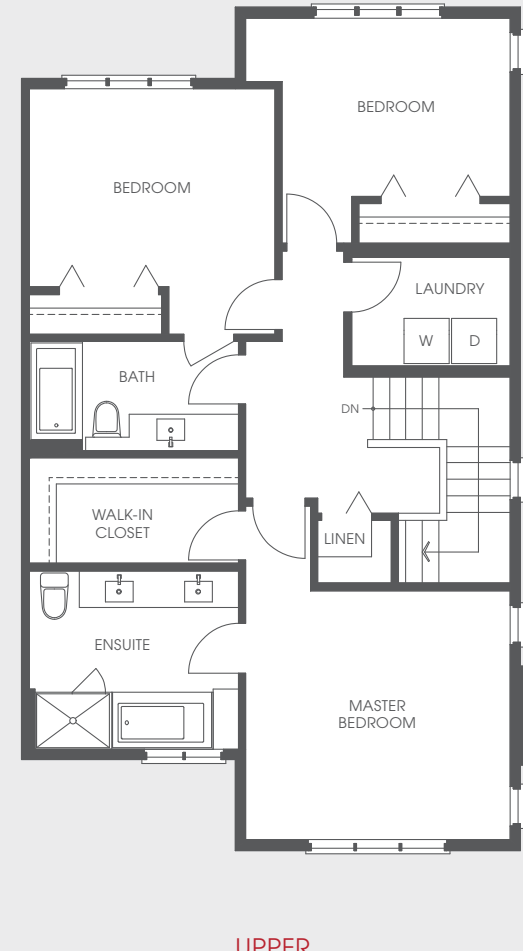 BEDROOM
BEDROOM
LAUNDRY
W D
BATH
DN
WALK-IN
CLOSET
LINEN
ENSUITE
MASTER
BEDROOM
UPPER